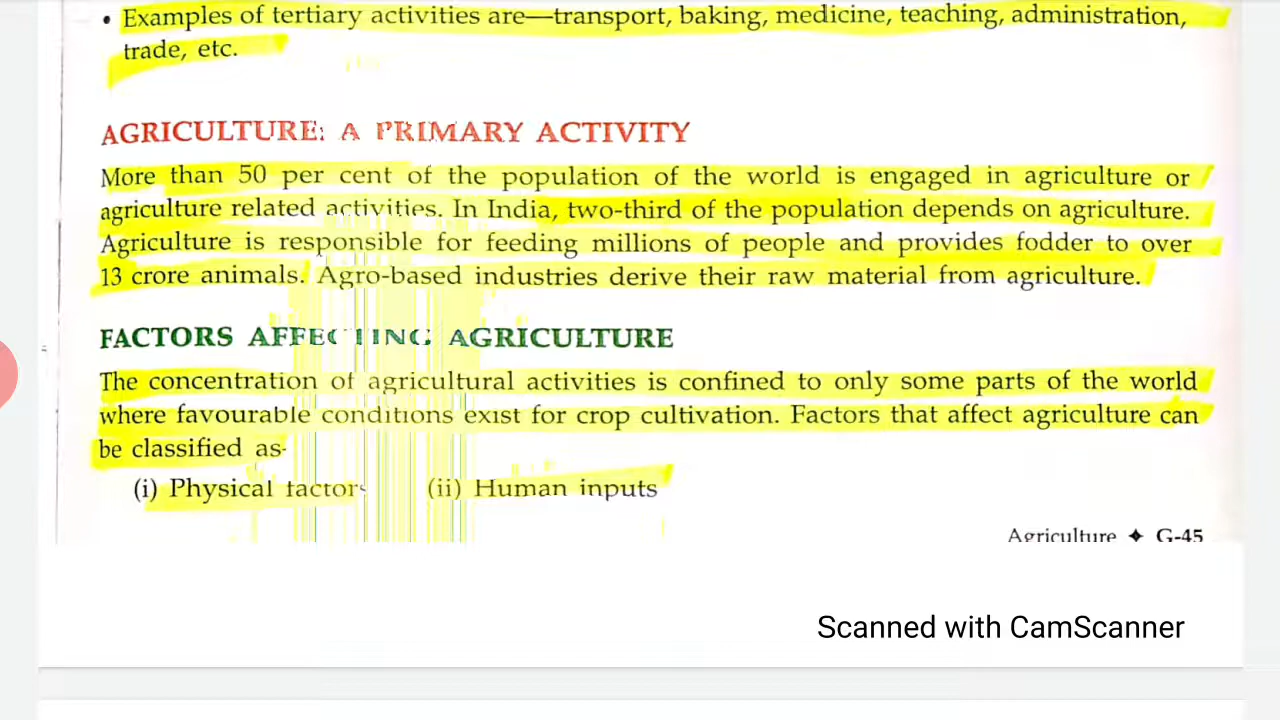 • Examples of tertiary activities are—transport, baking, medicine, teaching, administration,
trade, etc.
AGRICULTURE: A PRIMARY ACTIVITY
More than 50 per cent of the population of the world is engaged in agriculture or
agriculture related activities. In India, two-third of the population depends on agriculture.
Agriculture is responsible for feeding millions of people and provides fodder to over
13 crore animals. Agro-based industries derive their raw material from agriculture.
FACTORS AFFECTING AGRICULTURE
The concentration of agricultural activities is confined to only some parts of the world
where favourable conditions exist for crop cultivation. Factors that affect agriculture can
be classified as-
(i) Physical factors (ii) Human inputs
Agriculture ✦ G-45
Scanned with CamScanner